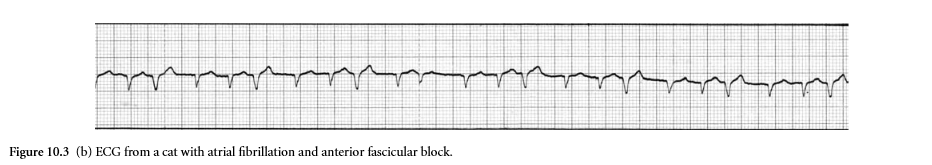 Figure 10.3 (b) ECG from a cat with atrial fibrillation and anterior fascicular block.